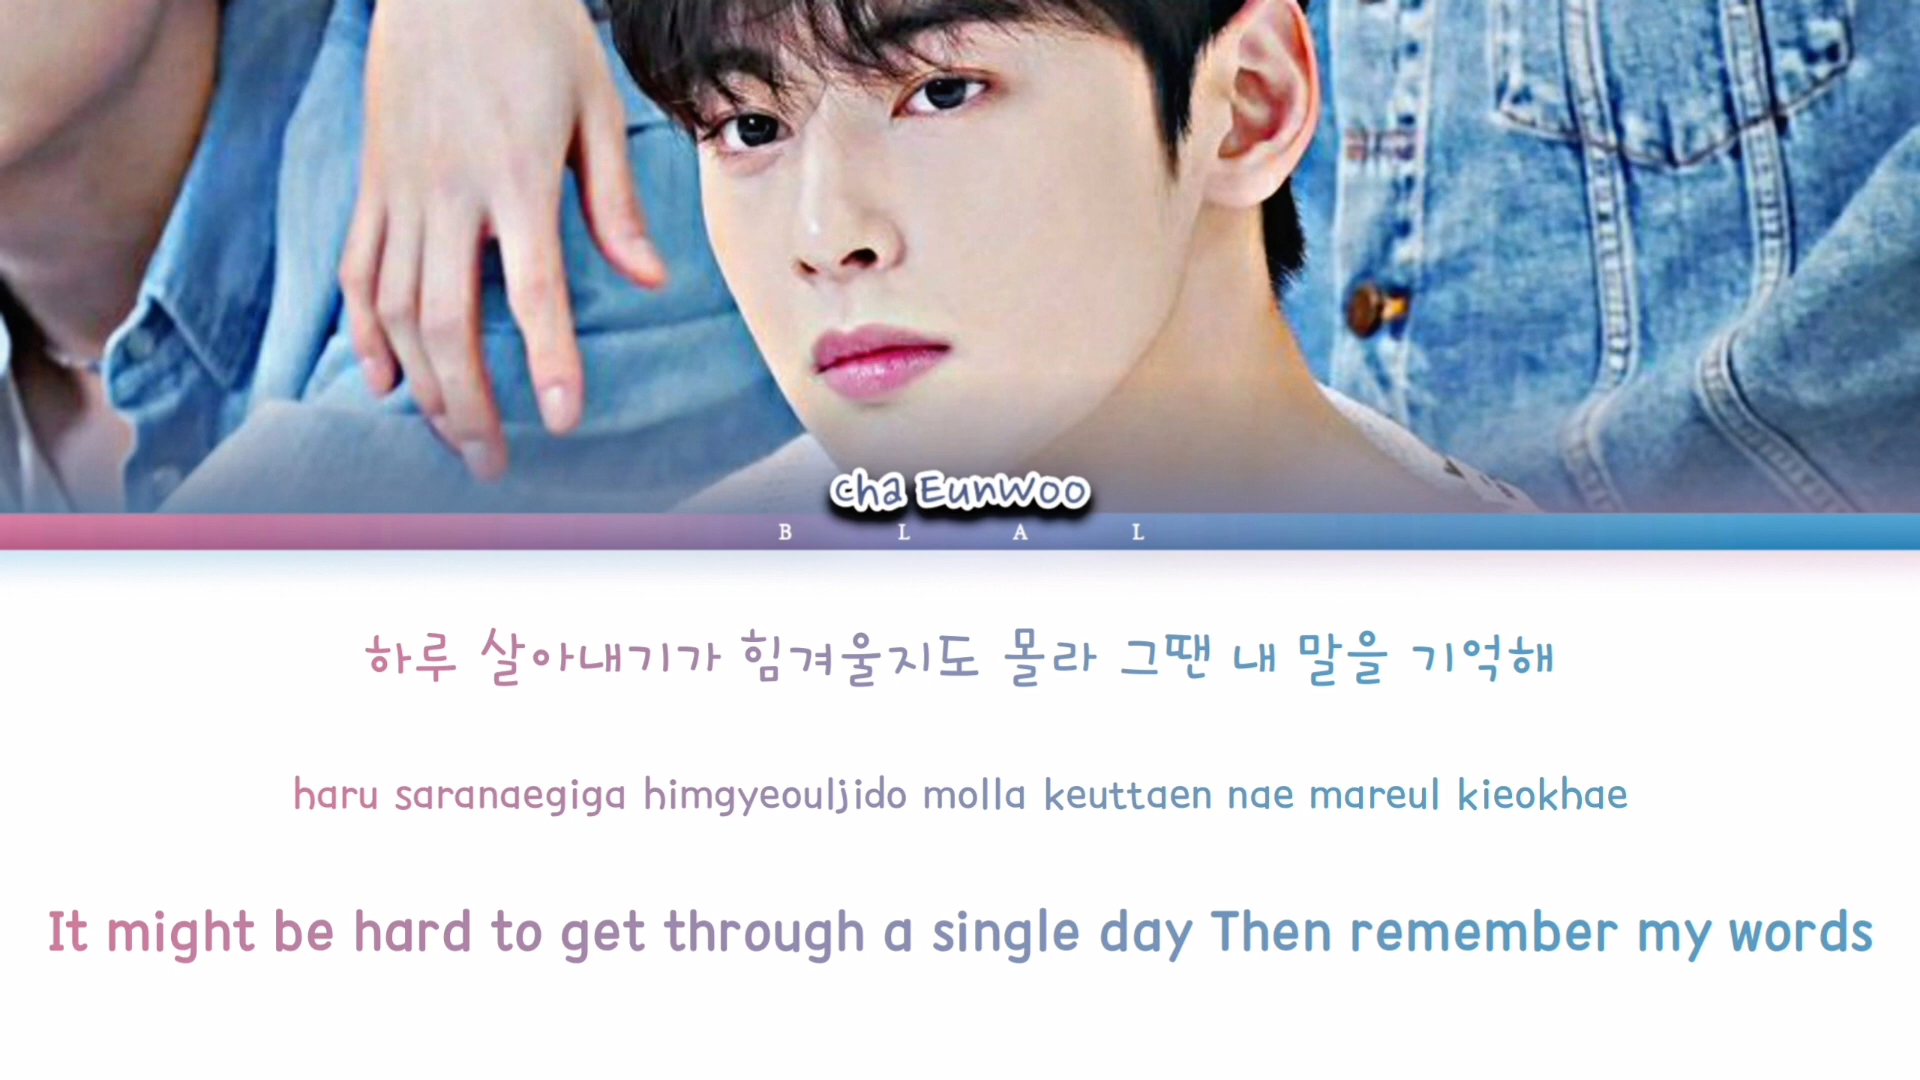 Cha Eunwoo
B L A L
하루 살아내기가 힘겨울지도 몰라 그땐 내 말을 기억해
haru saranaegiga himgyeouljido molla keuttaen nae mareul kieokhae
It might be hard to get through a single day Then remember my words